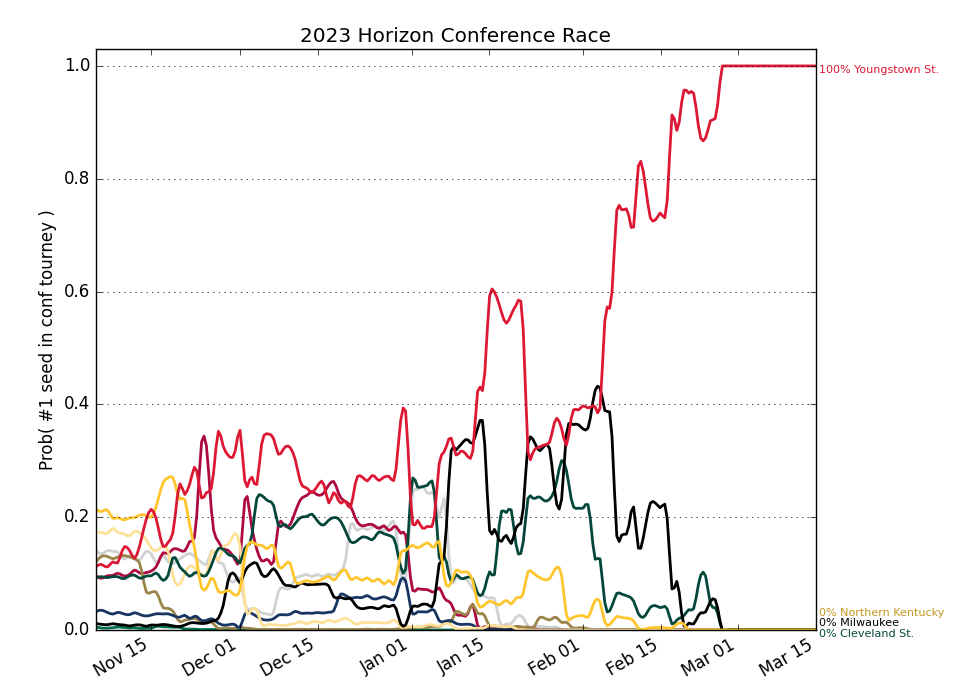 2023 Horizon Conference Race
Prob( #1 seed in conf tourney )
1.0
0.8
0.6
0.4
0.2
0.0
100% Youngstown St.
0% Northern Kentucky
0% Milwaukee
0% Cleveland St.
Nov 15
Dec 01
Dec 15
Jan 01
Jan 15
Feb 01
Feb 15
Mar 01
Mar 15